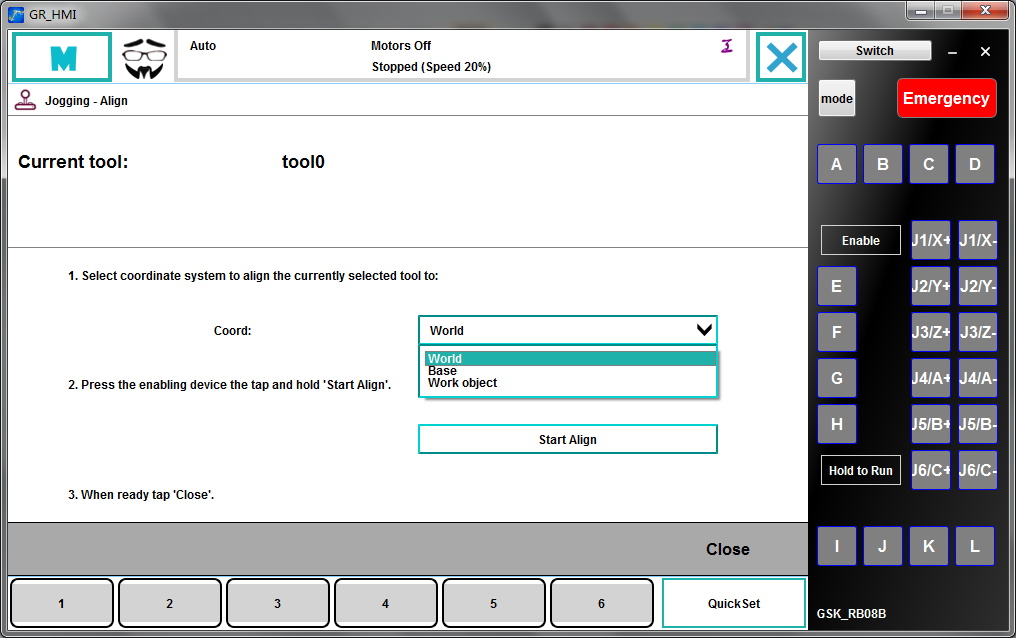 GR_HMI
M
Auto
Motors Off
Stopped (Speed 20%)
Jogging - Align
Current tool:
tool0
1. Select coordinate system to align the currently selected tool to:
Coord:
World
World
Base
Work object
2. Press the enabling device the tap and hold 'Start Align'.
Start Align
3. When ready tap 'Close'.
Close
1
2
3
4
5
6
QuickSet
Switch
mode
Emergency
A
B
C
D
Enable
J1/X+
J1/X-
E
J2/Y+
J2/Y-
F
J3/Z+
J3/Z-
G
J4/A+
J4/A-
H
J5/B+
J5/B-
Hold to Run
J6/C+
J6/C-
I
J
K
L
GSK_RB08B